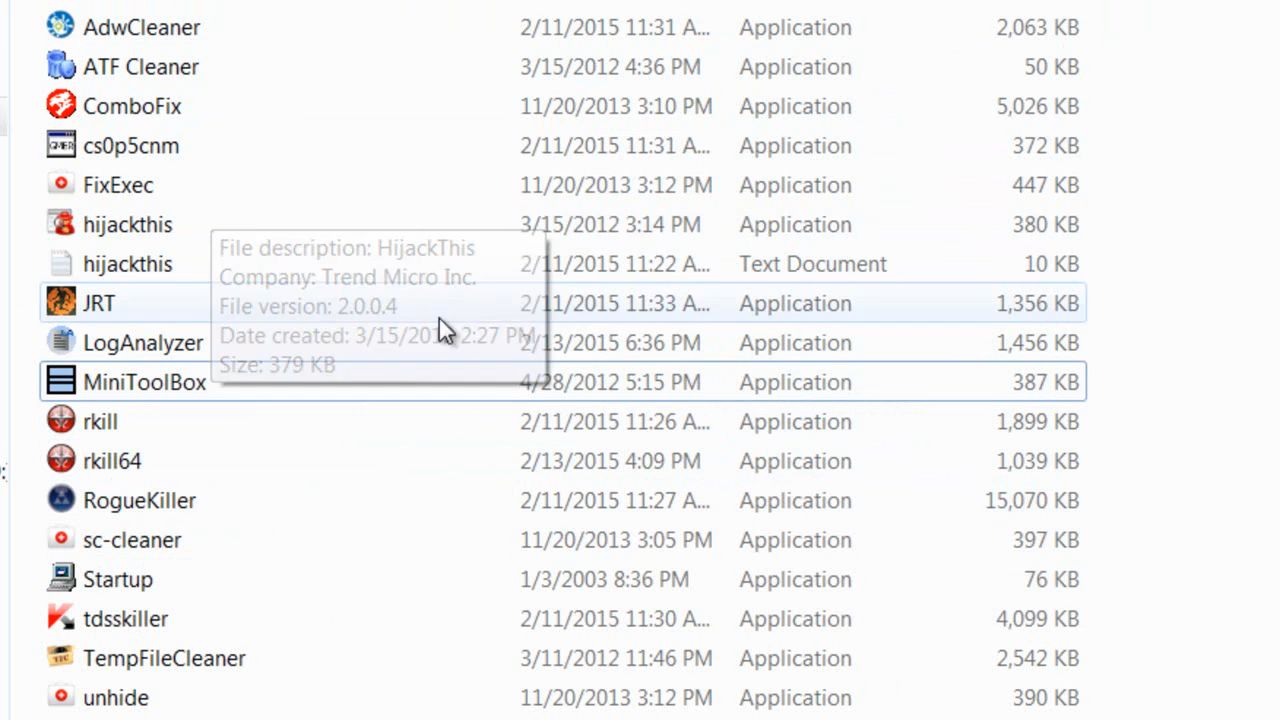 AdwCleaner 2/11/2015 11:31 A... Application 2,063 KB
ATF Cleaner 3/15/2012 4:36 PM Application 50 KB
ComboFix 11/20/2013 3:10 PM Application 5,026 KB
cs0p5cnm 2/11/2015 11:31 A... Application 372 KB
FixExec 11/20/2013 3:12 PM Application 447 KB
hijackthis 3/15/2012 3:14 PM Application 380 KB
File description: HijackThis
hijackthis 2/11/2015 11:22 A... Text Document 10 KB
Company: Trend Micro Inc.
JRT 2/11/2015 11:33 A... Application 1,356 KB
File version: 2.0.0.4
Date created: 3/15/201 2:27 PM
LogAnalyzer 2/13/2015 6:36 PM Application 1,456 KB
Size: 379 KB
MiniToolBox 4/28/2012 5:15 PM Application 387 KB
rkill 2/11/2015 11:26 A... Application 1,899 KB
rkill64 2/13/2015 4:09 PM Application 1,039 KB
RogueKiller 2/11/2015 11:27 A... Application 15,070 KB
sc-cleaner 11/20/2013 3:05 PM Application 397 KB
Startup 1/3/2003 8:36 PM Application 76 KB
tdsskiller 2/11/2015 11:30 A... Application 4,099 KB
TempFileCleaner 3/11/2012 11:46 PM Application 2,542 KB
unhide 11/20/2013 3:12 PM Application 390 KB